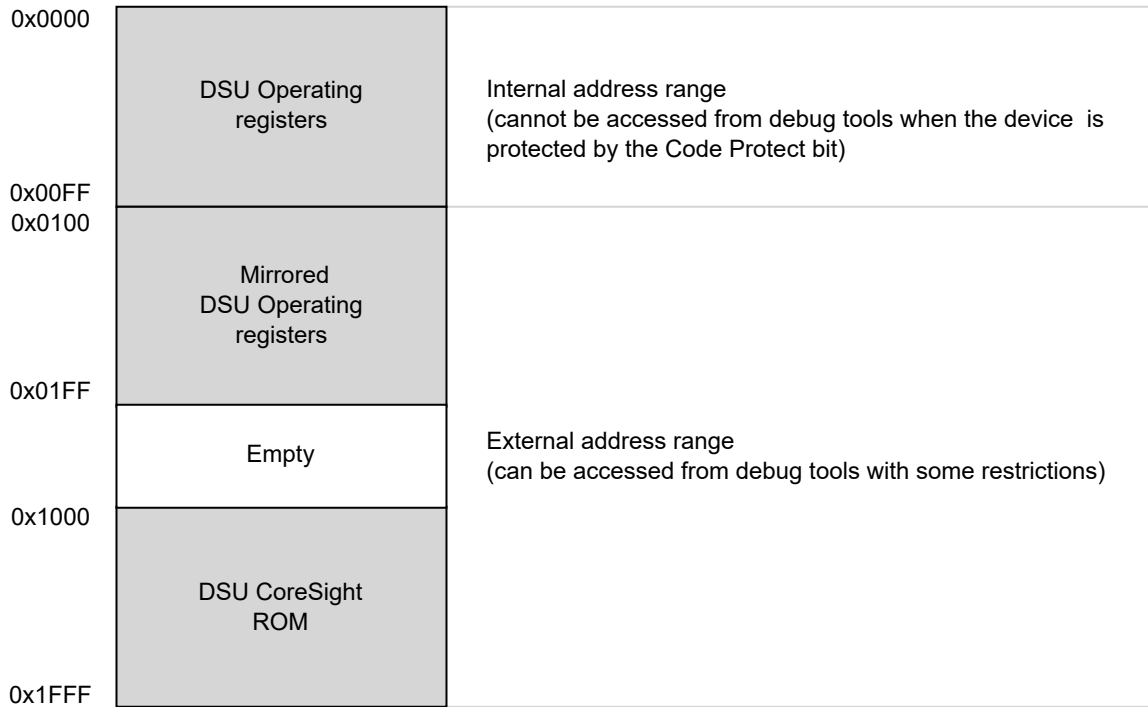 0x0000
DSU Operating
registers
Internal address range
(cannot be accessed from debug tools when the device is
protected by the Code Protect bit)
0x00FF
0x0100
Mirrored
DSU Operating
registers
0x01FF
Empty
External address range
(can be accessed from debug tools with some restrictions)
0x1000
DSU CoreSight
ROM
0x1FFF